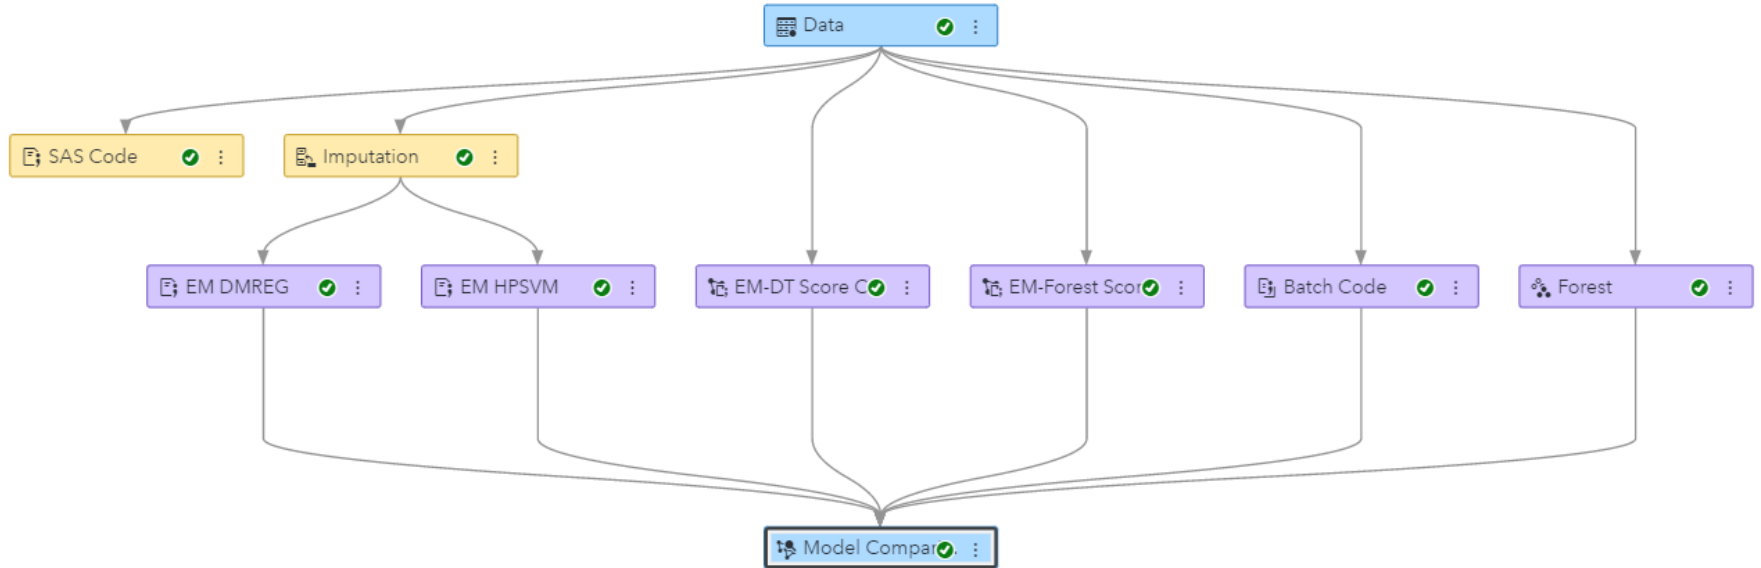 Data
SAS Code
Imputation
EM DMREG
EM HPSVM
EM-DT Score C
EM-Forest Scor
Batch Code
Forest
Model Compar